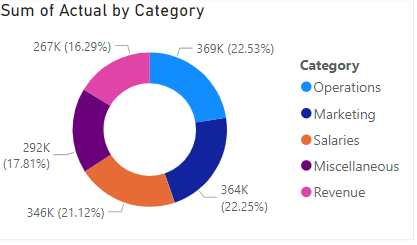 Sum of Actual by Category
267K (16.29%)
369K (22.53%)
Category
Operations
Marketing
Salaries
Miscellaneous
Revenue
292K
(17.81%)
364K
(22.25%)
346K (21.12%)